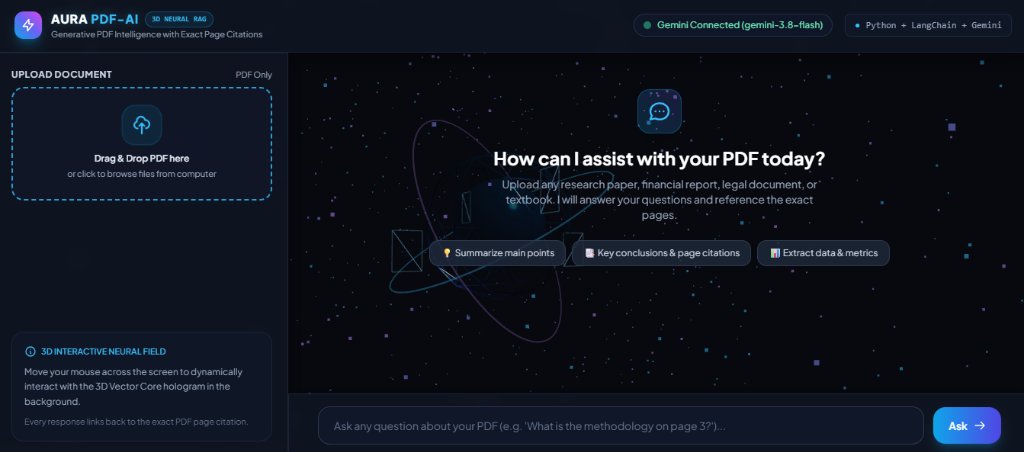 AURA PDF-AI 3D NEURAL RAG
Generative PDF Intelligence with Exact Page Citations
Gemini Connected (gemini-3.8-flash)
Python + LangChain + Gemini
UPLOAD DOCUMENT
PDF Only
Drag & Drop PDF here
or click to browse files from computer
3D INTERACTIVE NEURAL FIELD
Move your mouse across the screen to dynamically
interact with the 3D Vector Core hologram in the
background.
Every response links back to the exact PDF page citation.
How can I assist with your PDF today?
Upload any research paper, financial report, legal document, or
textbook. I will answer your questions and reference the exact
pages.
💡 Summarize main points
📑 Key conclusions & page citations
📊 Extract data & metrics
Ask any question about your PDF (e.g. 'What is the methodology on page 3?')...
Ask →